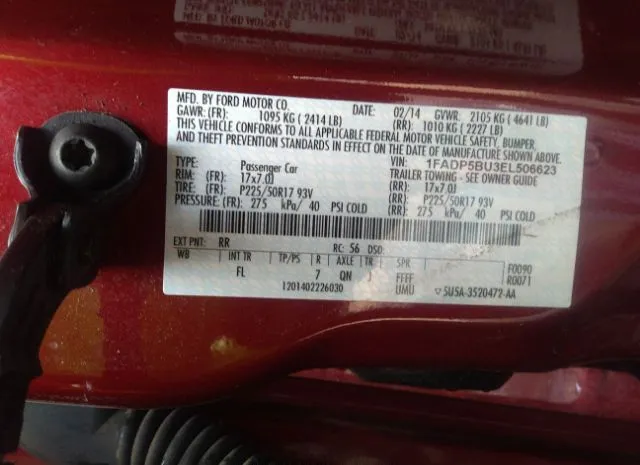 MFD. BY FORD MOTOR CO.
DATE: 02/14 GVWR: 2105 KG ( 4641 LB)
GAWR: (FR): 1095 KG ( 2414 LB) (RR): 1010 KG ( 2227 LB)
THIS VEHICLE CONFORMS TO ALL APPLICABLE FEDERAL MOTOR VEHICLE SAFETY, BUMPER,
AND THEFT PREVENTION STANDARDS IN EFFECT ON THE DATE OF MANUFACTURE SHOWN ABOVE.
VIN: 1FADP5BU3EL506623
TYPE: Passenger Car TRAILER TOWING - SEE OWNER GUIDE
RIM: (FR): 17x7.0J (RR): 17x7.0J
TIRE: (FR): P225/50R17 93V (RR): P225/50R17 93V
PRESSURE: (FR): 275 kPa/ 40 PSI COLD (RR): 275 kPa/ 40 PSI COLD
EXT PNT: RR RC: 56 DSO:
WB INT TR TP/PS R AXLE TR SPR
FL 7 QN J FFFF
F0090
R0071
1201402226030 UMU ▽5U5A-3520472-AA